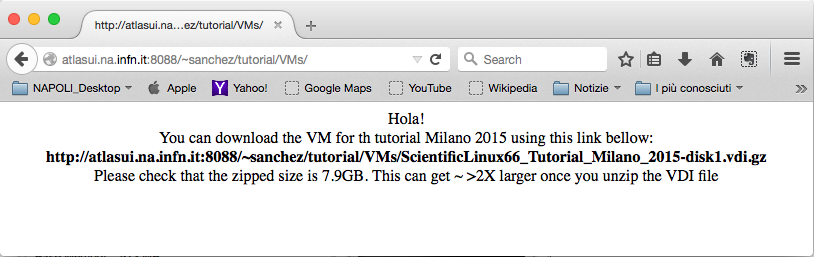 http://atlasui.na...ez/tutorial/VMs/
atlasui.na.infn.it:8088/~sanchez/tutorial/VMs/
Search
NAPOLI_Desktop
Apple
Yahoo!
Google Maps
YouTube
Wikipedia
Notizie
I più conosciuti
Hola!
You can download the VM for th tutorial Milano 2015 using this link bellow:
http://atlasui.na.infn.it:8088/~sanchez/tutorial/VMs/ScientificLinux66_Tutorial_Milano_2015-disk1.vdi.gz
Please check that the zipped size is 7.9GB. This can get ~ >2X larger once you unzip the VDI file